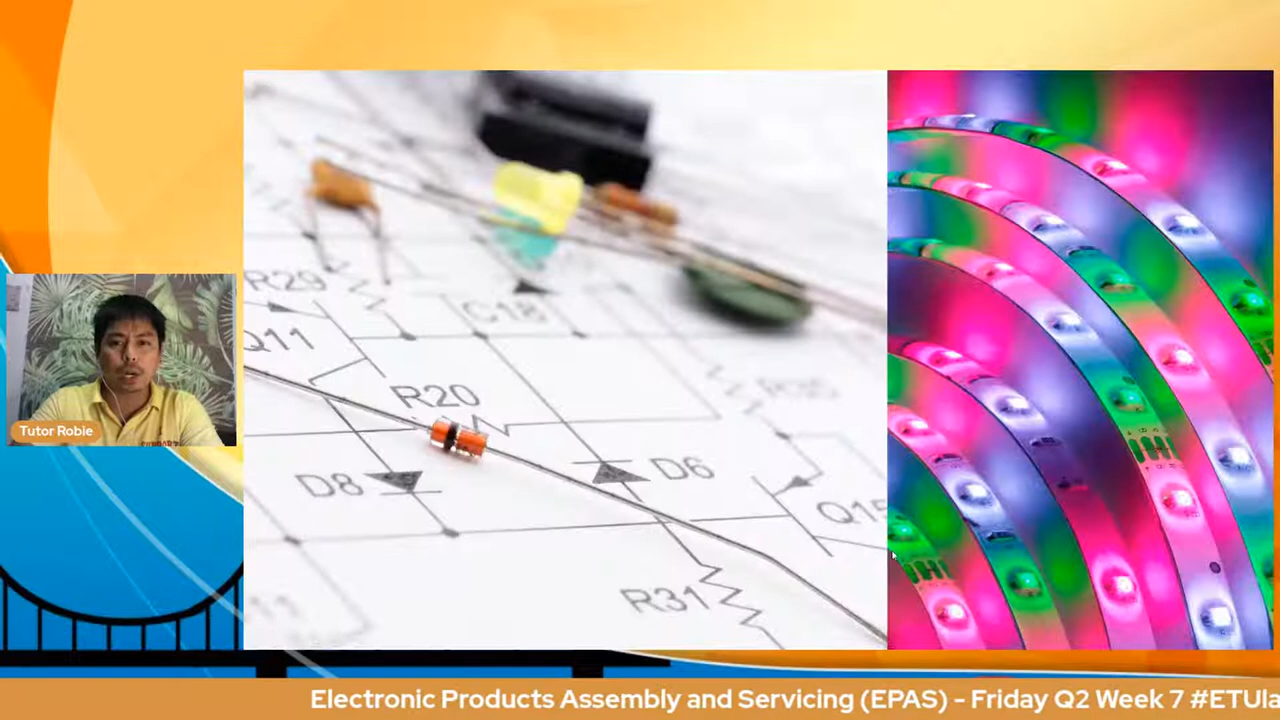 R29
C18
Q11
R20
D8
D6
R31
Tutor Robie
Electronic Products Assembly and Servicing (EPAS) - Friday Q2 Week 7 #ETUla